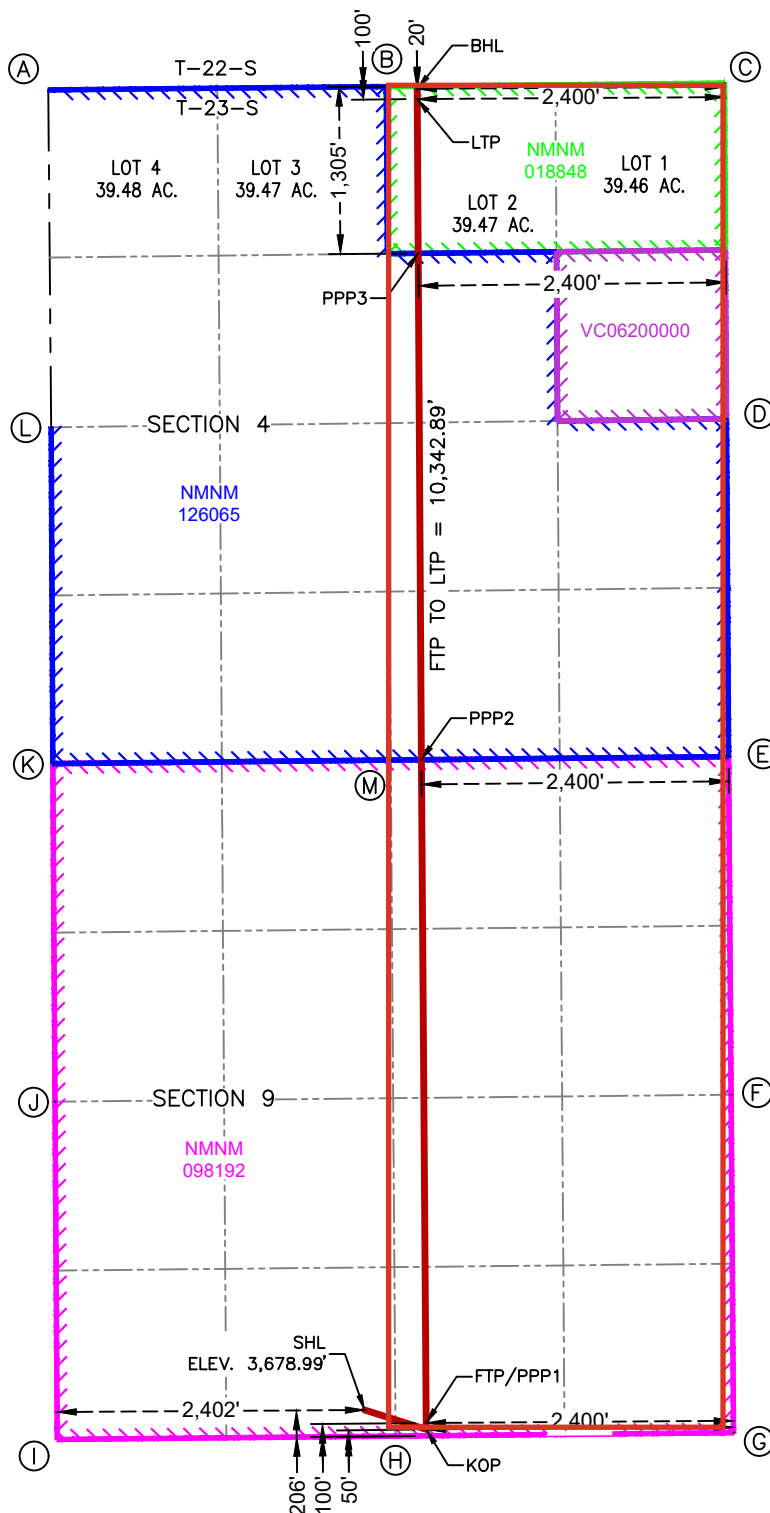 100'
20'
A
B
BHL
C
T-22-S
T-23-S
2,400'
LTP
LOT 4
39.48 AC.
LOT 3
39.47 AC.
1,305'
NMNM
018848
LOT 1
39.46 AC.
LOT 2
39.47 AC.
PPP3
2,400'
VC06200000
L
SECTION 4
D
NMNM
126065
FTP TO LTP = 10,342.89'
PPP2
K
E
M
2,400'
J
SECTION 9
F
NMNM
098192
SHL
ELEV. 3,678.99'
FTP/PPP1
2,402'
2,400'
I
H
G
KOP
206'
100'
50'